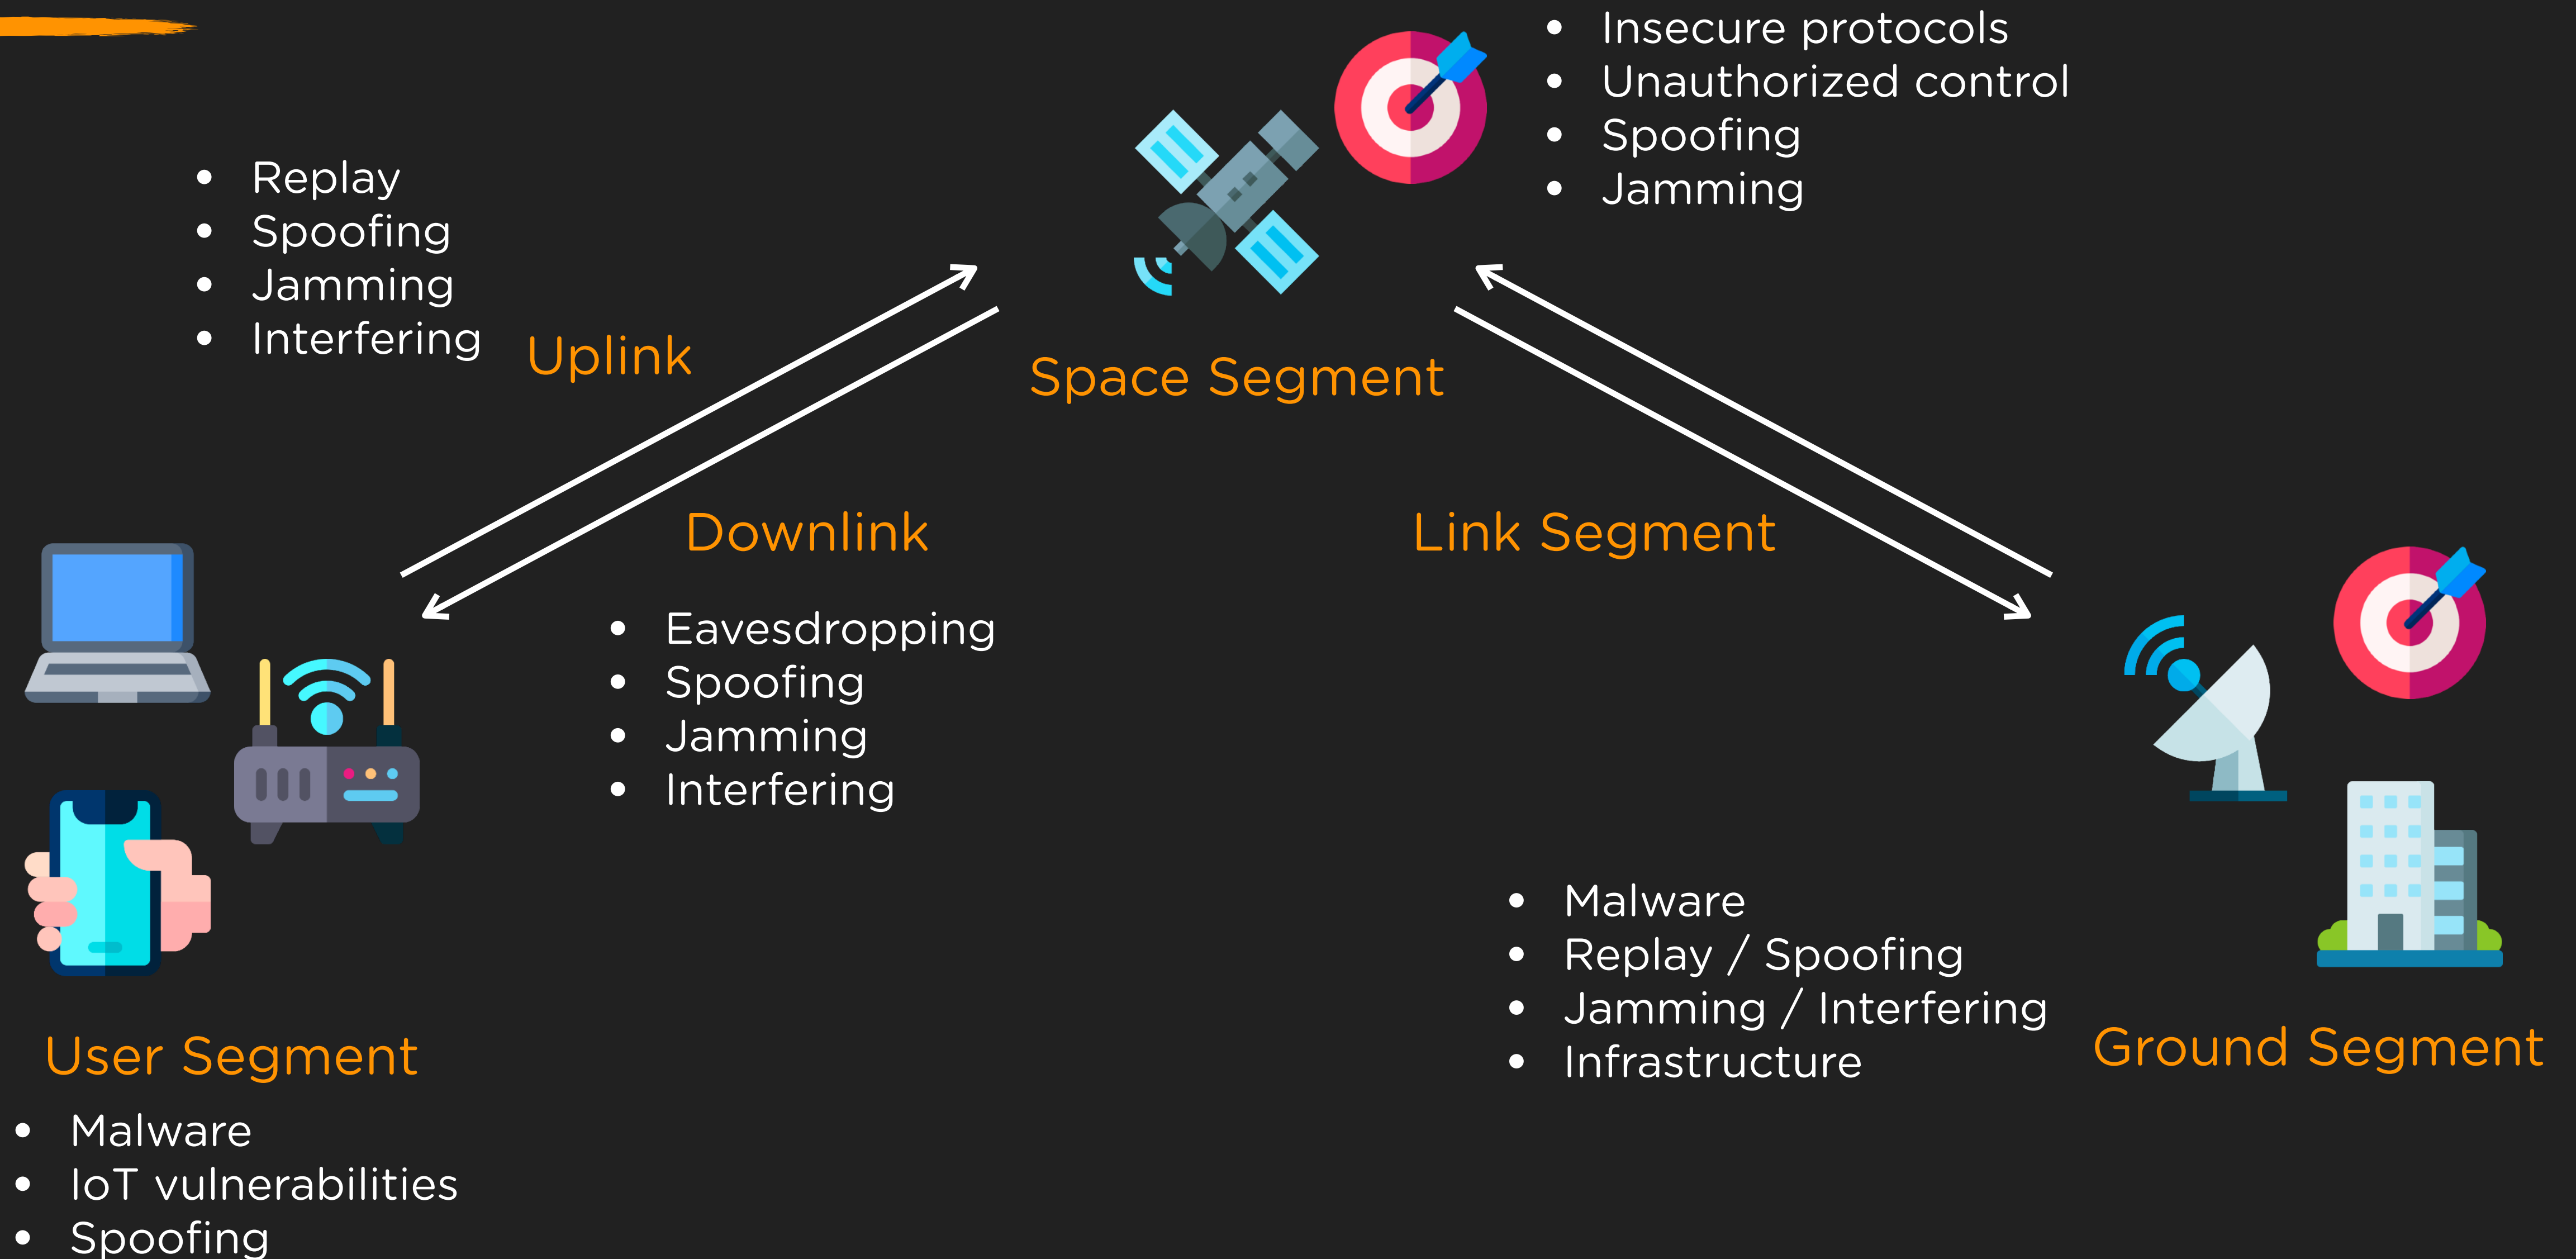 • Insecure protocols
• Unauthorized control
• Spoofing
• Jamming
• Replay
• Spoofing
• Jamming
• Interfering
Uplink
Space Segment
Downlink
Link Segment
• Eavesdropping
• Spoofing
• Jamming
• Interfering
• Malware
• Replay / Spoofing
• Jamming / Interfering
• Infrastructure
Ground Segment
User Segment
• Malware
• IoT vulnerabilities
• Spoofing